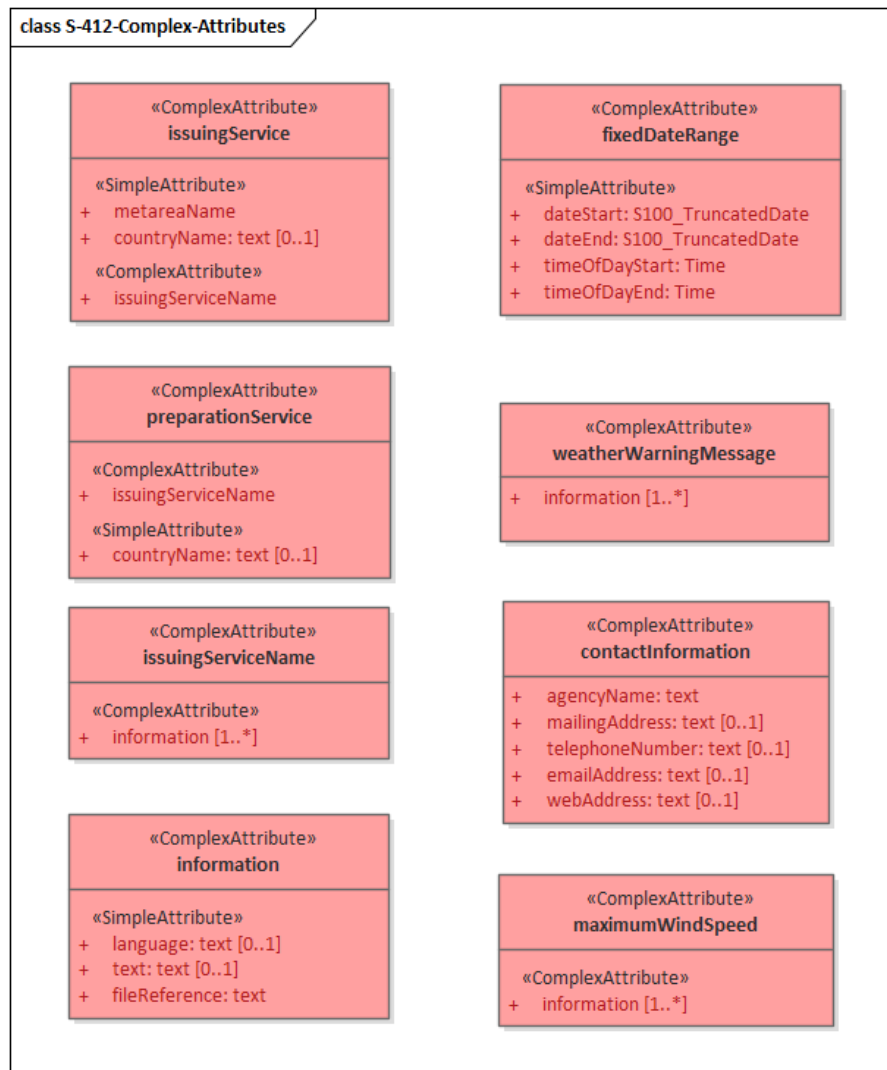 class S-412-Complex-Attributes
«ComplexAttribute»
issuingService
«SimpleAttribute»
+ metareaName
+ countryName: text [0..1]
«ComplexAttribute»
+ issuingServiceName
«ComplexAttribute»
fixedDateRange
«SimpleAttribute»
+ dateStart: S100_TruncatedDate
+ dateEnd: S100_TruncatedDate
+ timeOfDayStart: Time
+ timeOfDayEnd: Time
«ComplexAttribute»
preparationService
«ComplexAttribute»
+ issuingServiceName
«SimpleAttribute»
+ countryName: text [0..1]
«ComplexAttribute»
weatherWarningMessage
+ information [1..*]
«ComplexAttribute»
issuingServiceName
«ComplexAttribute»
+ information [1..*]
«ComplexAttribute»
contactInformation
+ agencyName: text
+ mailingAddress: text [0..1]
+ telephoneNumber: text [0..1]
+ emailAddress: text [0..1]
+ webAddress: text [0..1]
«ComplexAttribute»
information
«SimpleAttribute»
+ language: text [0..1]
+ text: text [0..1]
+ fileReference: text
«ComplexAttribute»
maximumWindSpeed
«ComplexAttribute»
+ information [1..*]